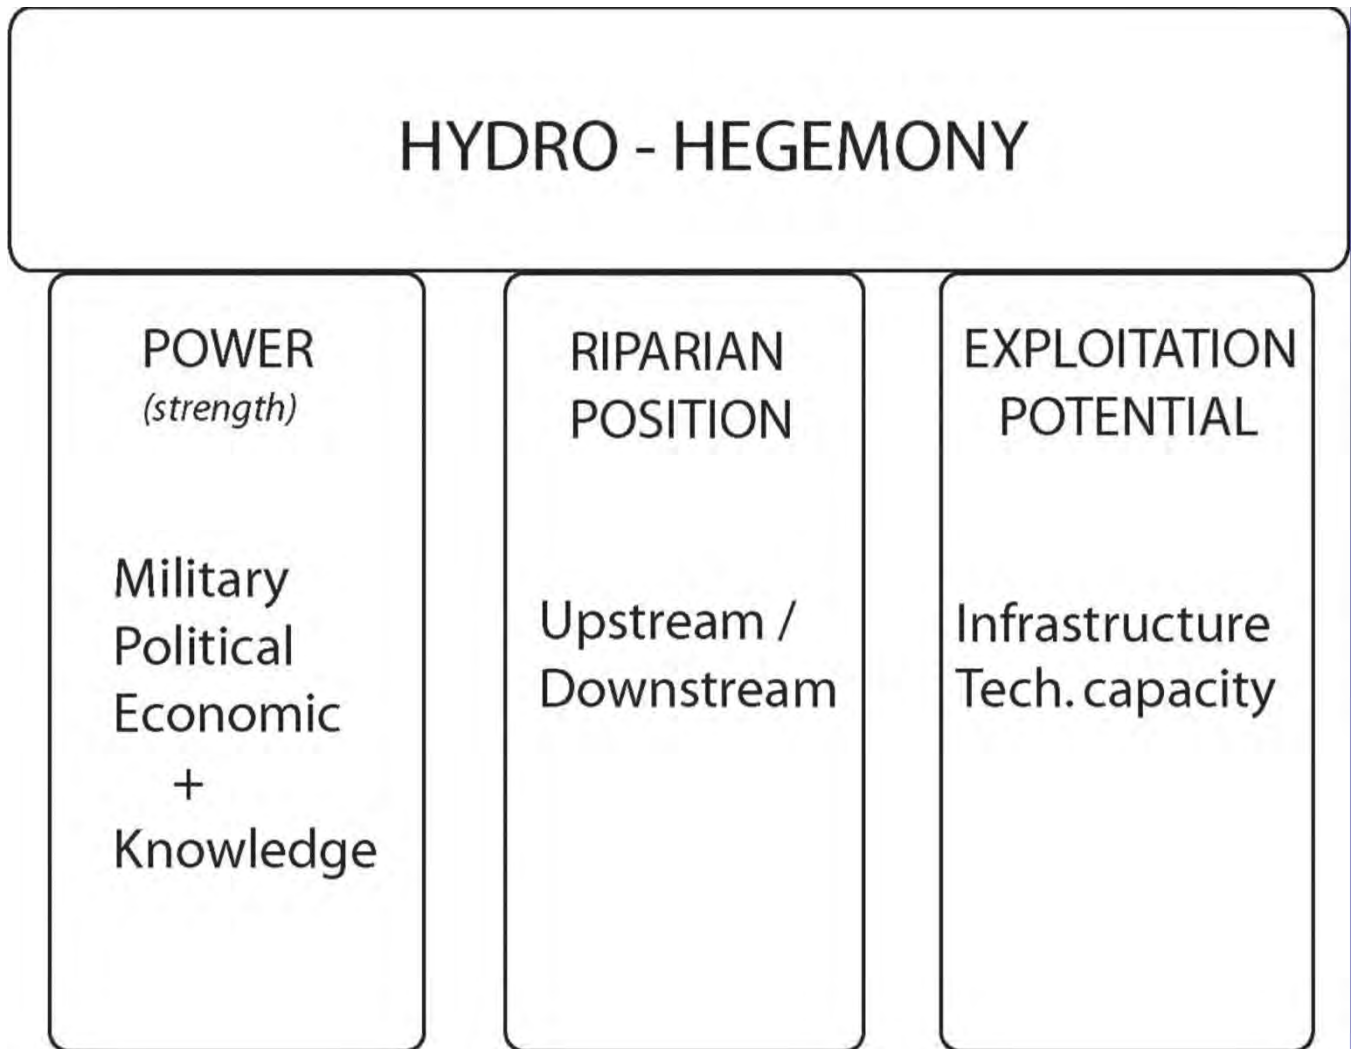 HYDRO - HEGEMONY
POWER
(strength)
Military
Political
Economic
+
Knowledge
RIPARIAN
POSITION
Upstream /
Downstream
EXPLOITATION
POTENTIAL
Infrastructure
Tech. capacity